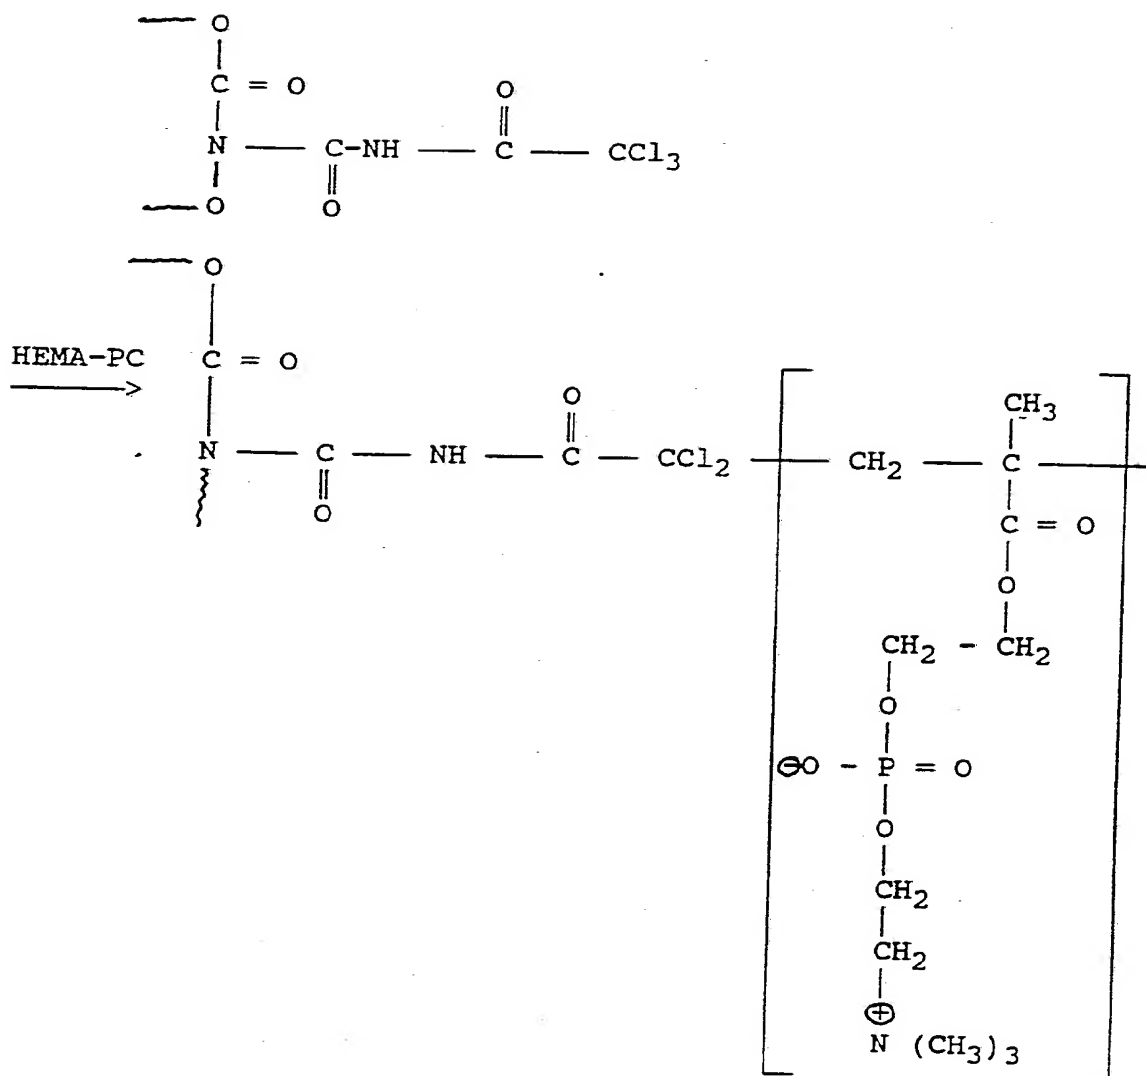 O
C = O
O
N — C-NH — C — CCl3
O
O
O
HEMA-PC
C = O
O
CH3
N — C — NH — C — CCl2 — CH2 — C —
O
C = O
O
CH2 - CH2
O
⊖O - P = O
O
CH2
CH2
⊕
N (CH3)3